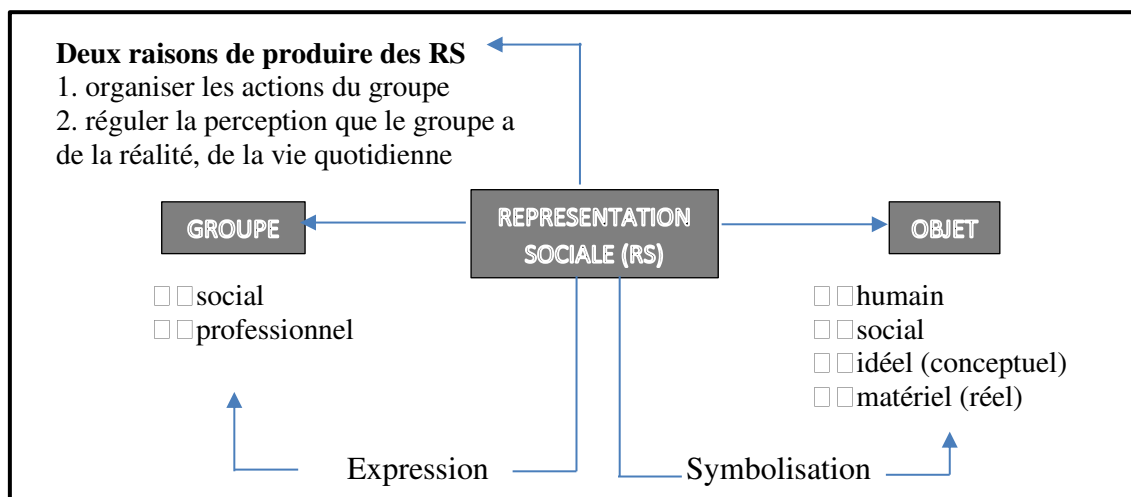 Deux raisons de produire des RS
1. organiser les actions du groupe
2. réguler la perception que le groupe a
de la réalité, de la vie quotidienne
GROUPE
REPRESENTATION
SOCIALE (RS)
OBJET
social
professionnel
humain
social
idéel (conceptuel)
matériel (réel)
Expression
Symbolisation